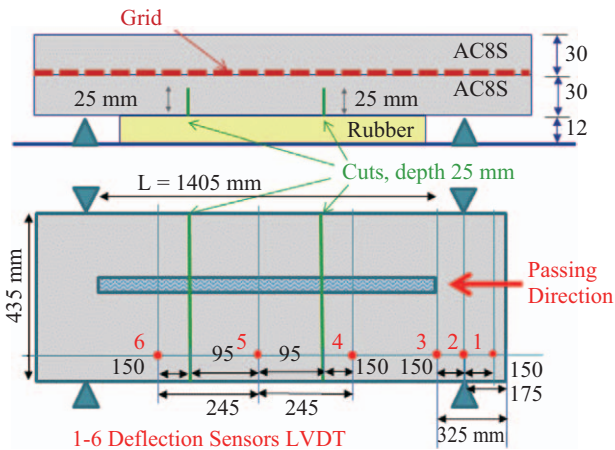 Grid
AC8S
30
AC8S
25 mm
25 mm
30
Rubber
12
L = 1405 mm
Cuts, depth 25 mm
435 mm
Passing
Direction
6
5
4
3
2
1
150
95
95
150
150
150
245
245
175
325 mm
1-6 Deflection Sensors LVDT